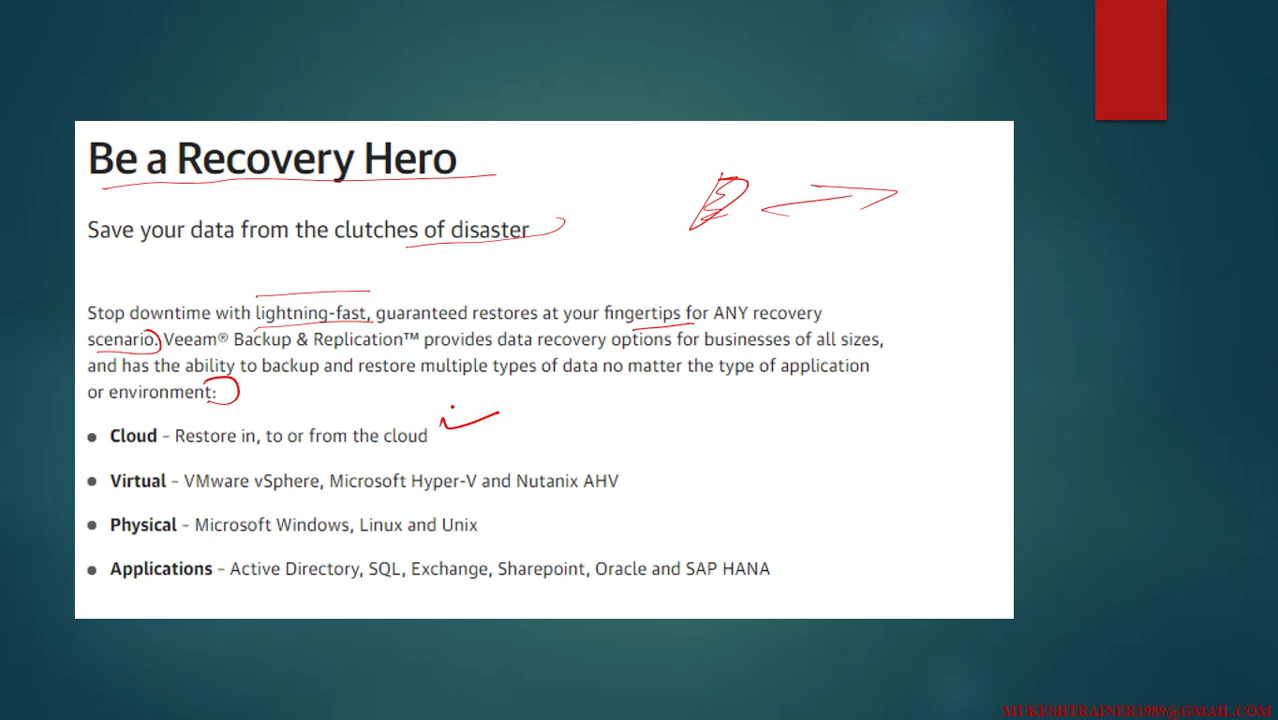 Be a Recovery Hero
Save your data from the clutches of disaster
Stop downtime with lightning-fast, guaranteed restores at your fingertips for ANY recovery
scenario. Veeam® Backup & Replication™ provides data recovery options for businesses of all sizes,
and has the ability to backup and restore multiple types of data no matter the type of application
or environment:
● Cloud – Restore in, to or from the cloud
● Virtual – VMware vSphere, Microsoft Hyper-V and Nutanix AHV
● Physical – Microsoft Windows, Linux and Unix
● Applications – Active Directory, SQL, Exchange, Sharepoint, Oracle and SAP HANA
MUKESHTRAINER1989@GMAIL.COM